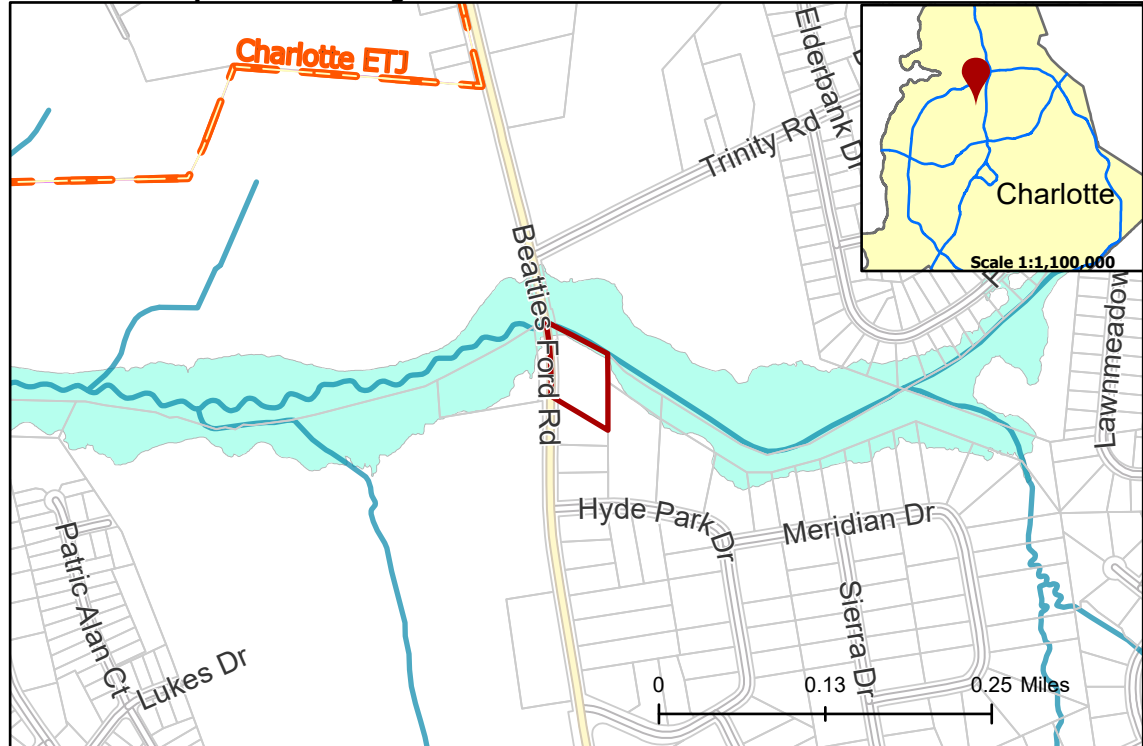 Charlotte ETJ
Eiderbank Dr
Trinity Rd
Charlotte
Scale 1:1,100,000
Beatties Ford Rd
Lawnmeadow
Hyde Park Dr
Meridian Dr
Patric Alan Ct
Sierra Dr
Lukes Dr
0
0.13
0.25 Miles